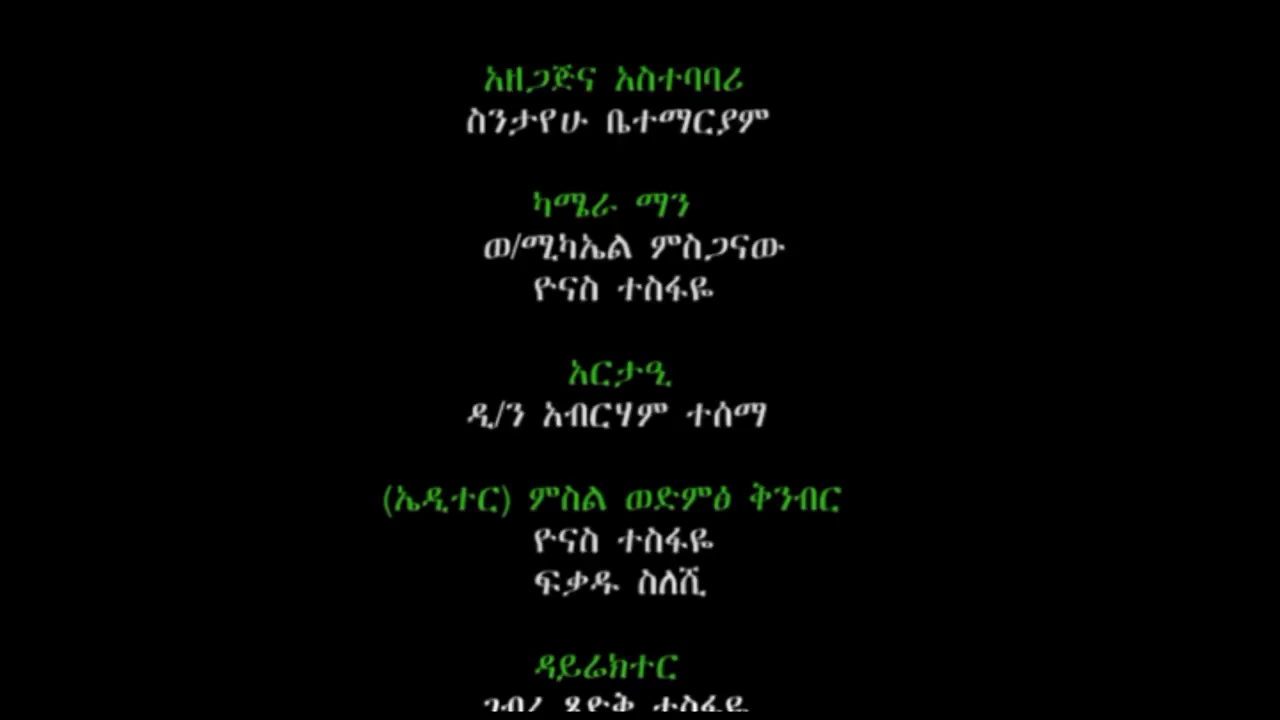 አዘጋጅና አስተባባሪ
ስንታየሁ ቤተማርያም
ካሜራ ማን
ወ/ሚካኤል ምስጋናው
ዮናስ ተስፋዬ
አርታዒ
ዲ/ን አብርሃም ተሰማ
(ኤዲተር) ምስል ወድምፅ ቅንብር
ዮናስ ተስፋዬ
ፍቃዱ ስለሺ
ዳይሬክተር